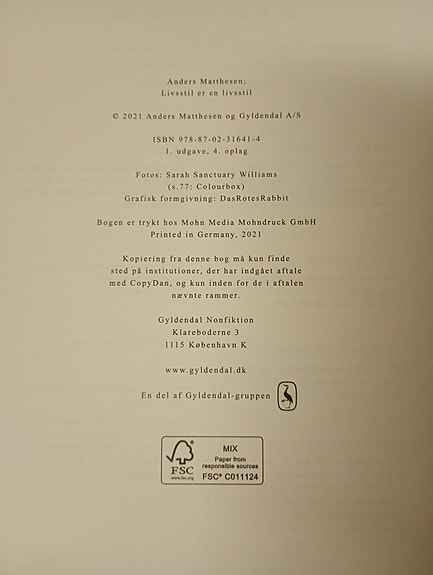 Anders Matthesen:
Livsstil er en livsstil
© 2021 Anders Matthesen og Gyldendal A/S
ISBN 978-87-02-31641-4
1. udgave, 4. oplag
Fotos: Sarah Sanctuary Williams
(s.77: Colourbox)
Grafisk formgivning: DasRotesRabbit
Bogen er trykt hos Mohn Media Mohndruck GmbH
Printed in Germany, 2021
Kopiering fra denne bog må kun finde
sted på institutioner, der har indgået aftale
med CopyDan, og kun inden for de i aftalen
nævnte rammer.
Gyldendal Nonfiktion
Klareboderne 3
1115 København K
www.gyldendal.dk
En del af Gyldendal-gruppen
FSC
www.fsc.org
MIX
Paper from
responsible sources
FSC® C011124